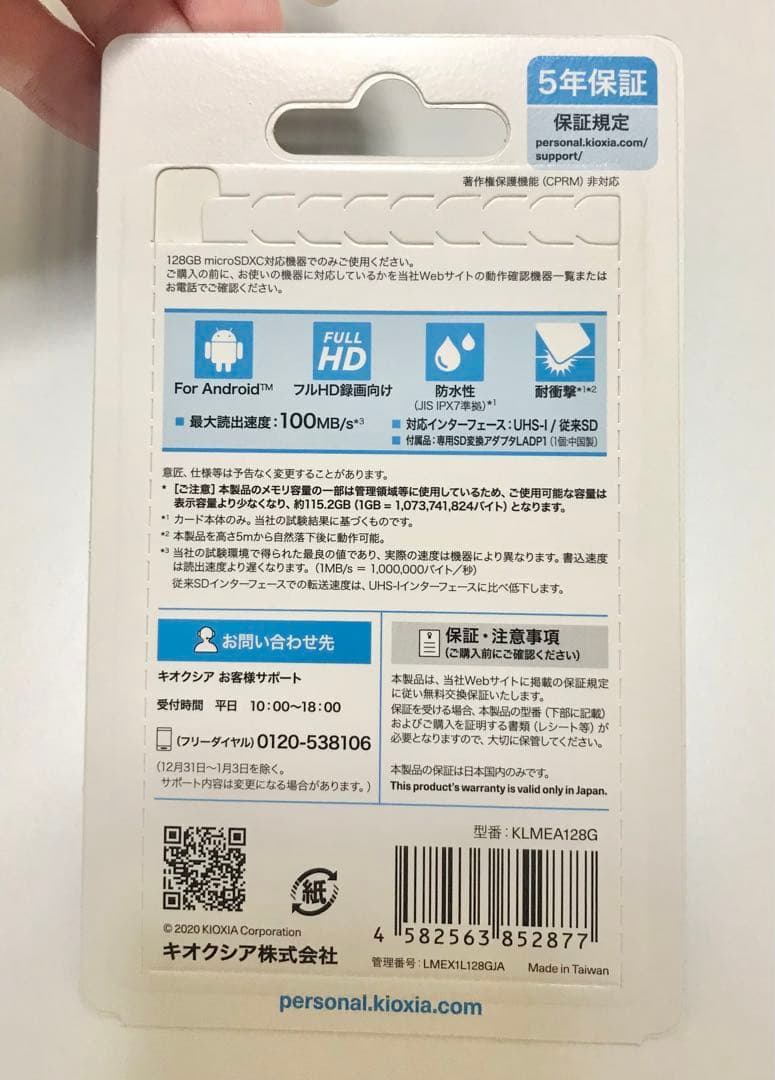 5年保証
保証規定
personal.kioxia.com/
support/
著作権保護機能（CPRM）非対応
128GB microSDXC対応機器でのみご使用ください。
ご購入の前に、お使いの機器に対応しているかを当社Webサイトの動作確認機器一覧または
お電話でご確認ください。
FULL
HD
For Android™
フルHD録画向け
防水性
（JIS IPX7準拠）*1
耐衝撃*1*2
■ 最大読出速度：100MB/s*3
■ 対応インターフェース：UHS-I / 従来SD
■ 付属品：専用SD変換アダプタLADP1（1個:中国製）
意匠、仕様等は予告なく変更することがあります。
* ［ご注意］本製品のメモリ容量の一部は管理領域等に使用しているため、ご使用可能な容量は
表示容量より少なくなり、約115.2GB（1GB = 1,073,741,824バイト）となります。
*1 カード本体のみ。当社の試験結果に基づくものです。
*2 本製品を高さ5mから自然落下後に動作可能。
*3 当社の試験環境で得られた最良の値であり、実際の速度は機器により異なります。書込速度
は読出速度より遅くなります。（1MB/s = 1,000,000バイト／秒）
従来SDインターフェースでの転送速度は、UHS-Iインターフェースに比べ低下します。
お問い合わせ先
キオクシア お客様サポート
受付時間 平日 10：00〜18：00
（フリーダイヤル）0120-538106
（12月31日〜1月3日を除く。
サポート内容は変更になる場合があります。）
保証・注意事項
（ご購入前にご確認ください）
本製品は、当社Webサイトに掲載の保証規定
に従い無料交換保証いたします。
保証を受ける場合、本製品の型番（下部に記載）
およびご購入を証明する書類（レシート等）が
必要となりますので、大切に保管してください。
本製品の保証は日本国内のみです。
This product's warranty is valid only in Japan.
型番：KLMEA128G
紙
4 582563 852877
© 2020 KIOXIA Corporation
キオクシア株式会社
管理番号：LMEX1L128GJA
Made in Taiwan
personal.kioxia.com